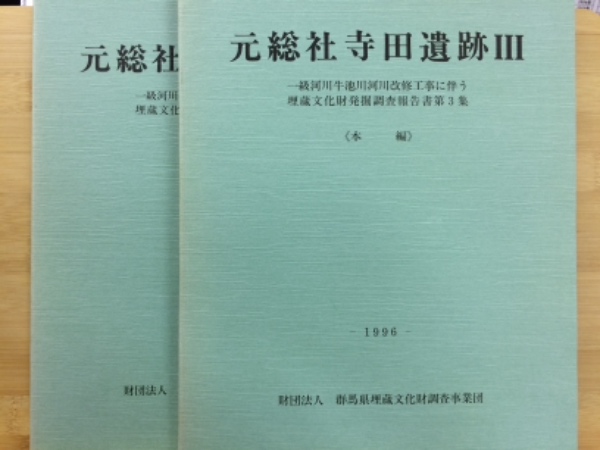 元総社
一級河川
埋蔵文化
財団法人
元総社寺田遺跡III
一級河川牛池川河川改修工事に伴う
埋蔵文化財発掘調査報告書第3集
《本　編》
- 1996 -
財団法人　群馬県埋蔵文化財調査事業団